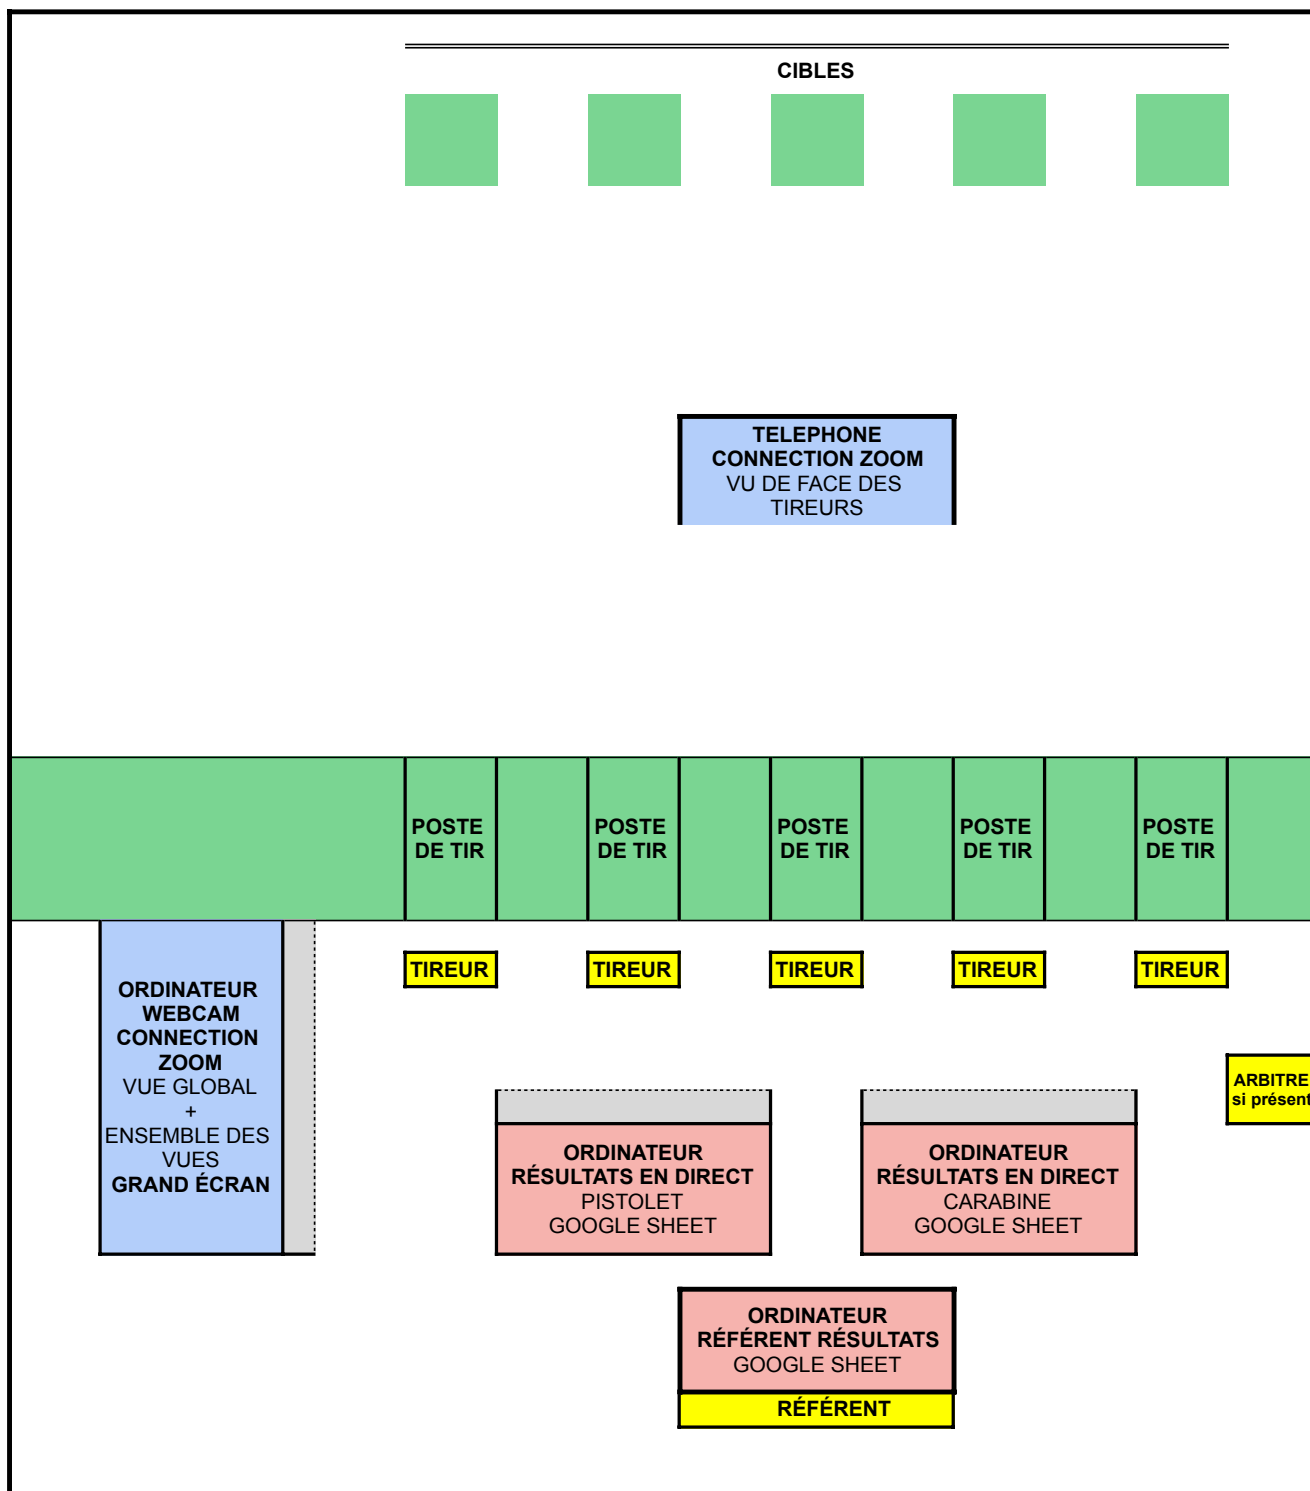 CIBLES
TELEPHONE
CONNECTION ZOOM
VU DE FACE DES
TIREURS
POSTE
DE TIR
POSTE
DE TIR
POSTE
DE TIR
POSTE
DE TIR
POSTE
DE TIR
TIREUR
TIREUR
TIREUR
TIREUR
TIREUR
ORDINATEUR
WEBCAM
CONNECTION
ZOOM
VUE GLOBAL
+
ENSEMBLE DES
VUES
GRAND ÉCRAN
ARBITRE
si présent
ORDINATEUR
RÉSULTATS EN DIRECT
PISTOLET
GOOGLE SHEET
ORDINATEUR
RÉSULTATS EN DIRECT
CARABINE
GOOGLE SHEET
ORDINATEUR
RÉFÉRENT RÉSULTATS
GOOGLE SHEET
RÉFÉRENT